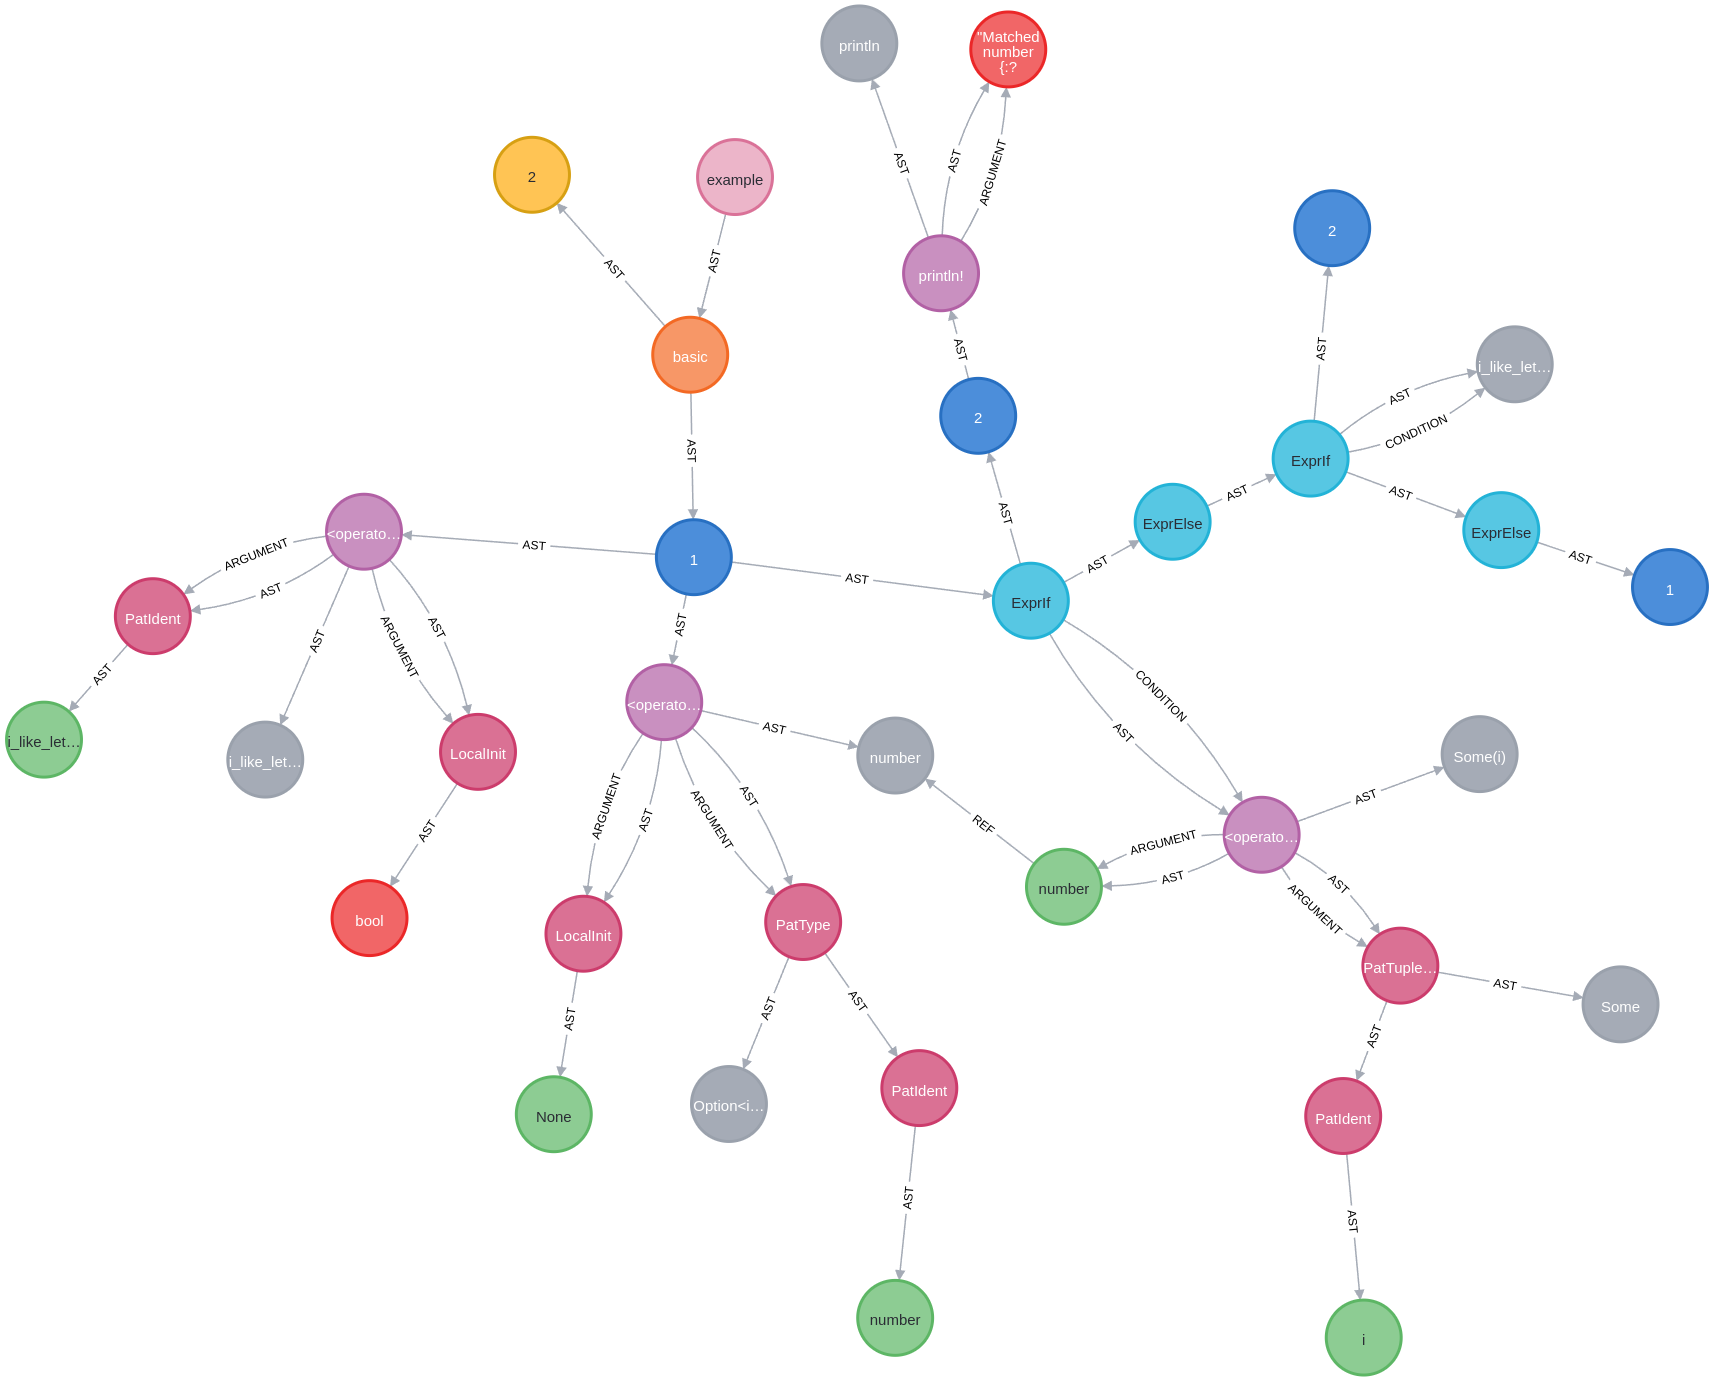 println
"Matched
number
{:?
AST
AST
ARGUMENT
2
example
AST
AST
println!
2
basic
AST
AST
i_like_let…
AST
CONDITION
2
AST
ExprIf
AST
ExprElse
AST
AST
ExprElse
AST
1
<operato…
AST
1
AST
ExprIf
AST
ARGUMENT
AST
PatIdent
AST
AST
i_like_let…
i_like_let…
ARGUMENT
AST
LocalInit
AST
bool
AST
<operato…
AST
number
REF
number
CONDITION
AST
Some(i)
AST
<operato…
ARGUMENT
AST
AST
ARGUMENT
PatTuple…
AST
Some
ARGUMENT
AST
ARGUMENT
AST
LocalInit
PatType
AST
None
AST
Option<i…
AST
PatIdent
AST
number
AST
PatIdent
AST
i